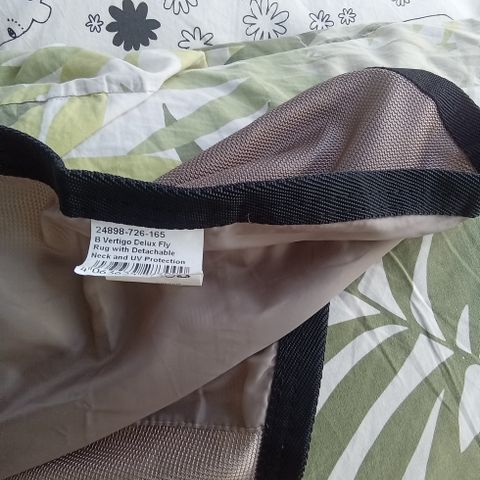 24898-726-165
B Vertigo Delux Fly
Rug with Detachable
Neck and UV Protection